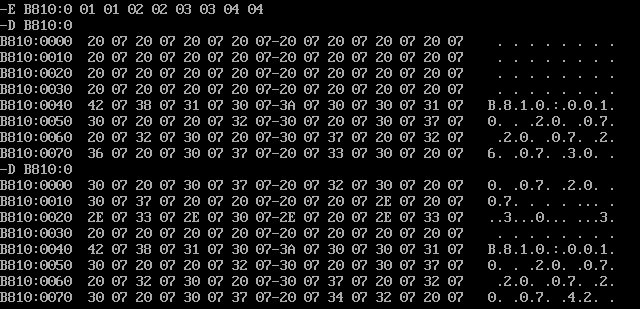 -E B810:0 01 01 02 02 03 03 04 04
-D B810:0
B810:0000  20 07 20 07 20 07 20 07-20 07 20 07 20 07 20 07   . . . . . . . .
B810:0010  20 07 20 07 20 07 20 07-20 07 20 07 20 07 20 07   . . . . . . . .
B810:0020  20 07 20 07 20 07 20 07-20 07 20 07 20 07 20 07   . . . . . . . .
B810:0030  20 07 20 07 20 07 20 07-20 07 20 07 20 07 20 07   . . . . . . . .
B810:0040  42 07 38 07 31 07 30 07-3A 07 30 07 30 07 31 07   B.8.1.0.:.0.0.1.
B810:0050  30 07 20 07 20 07 32 07-30 07 20 07 30 07 37 07   0. . .2.0. .0.7.
B810:0060  20 07 32 07 30 07 20 07-30 07 37 07 20 07 32 07    .2.0. .0.7. .2.
B810:0070  36 07 20 07 30 07 37 07-20 07 33 07 30 07 20 07   6. .0.7. .3.0. .
-D B810:0
B810:0000  30 07 20 07 30 07 37 07-20 07 32 07 30 07 20 07   0. .0.7. .2.0. .
B810:0010  30 07 37 07 20 07 20 07-20 07 20 07 2E 07 20 07   0.7. . . . ... .
B810:0020  2E 07 33 07 2E 07 30 07-2E 07 20 07 2E 07 33 07   ..3...0... ...3.
B810:0030  20 07 20 07 20 07 20 07-20 07 20 07 20 07 20 07   . . . . . . . .
B810:0040  42 07 38 07 31 07 30 07-3A 07 30 07 30 07 31 07   B.8.1.0.:.0.0.1.
B810:0050  30 07 20 07 20 07 32 07-30 07 20 07 30 07 37 07   0. . .2.0. .0.7.
B810:0060  20 07 32 07 30 07 20 07-30 07 37 07 20 07 32 07    .2.0. .0.7. .2.
B810:0070  30 07 20 07 30 07 37 07-20 07 34 07 32 07 20 07   0. .0.7. .4.2. .